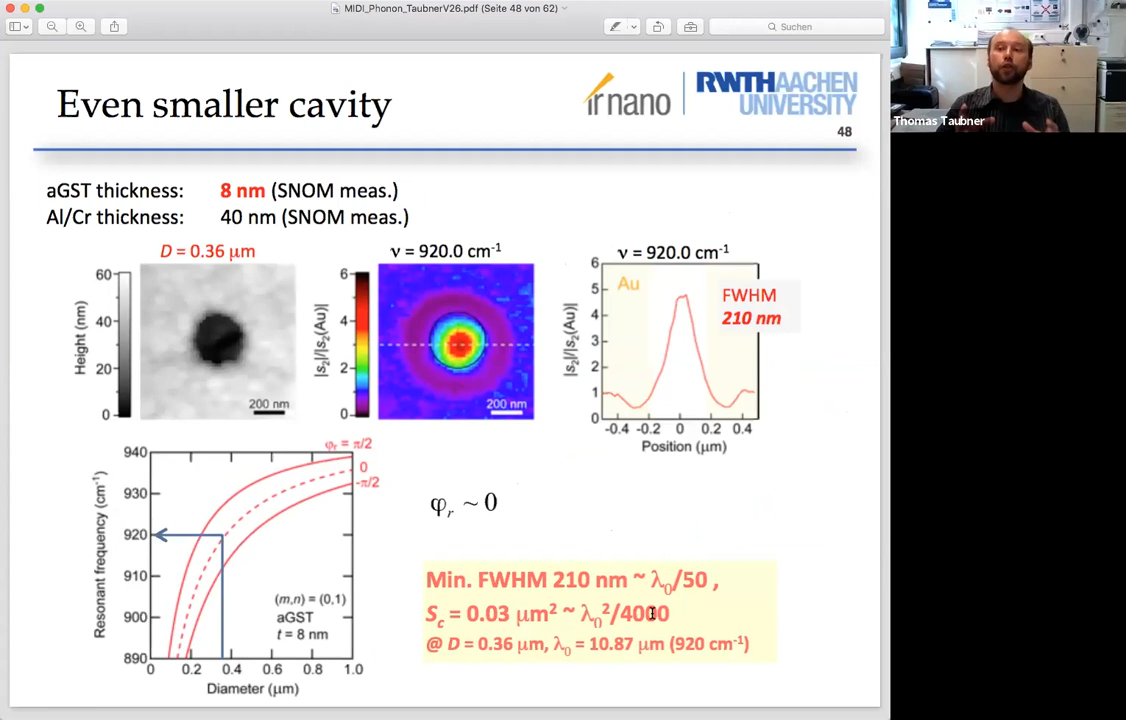 MIDI_Phonon_TaubnerV26.pdf (Seite 48 von 62)
Suchen
Even smaller cavity
ir nano
RWTHAACHEN
UNIVERSITY
48
Thomas Taubner
aGST thickness: 8 nm (SNOM meas.)
Al/Cr thickness: 40 nm (SNOM meas.)
D = 0.36 μm
Height (nm)
60
40
20
0
200 nm
ν = 920.0 cm⁻¹
|s₂|/|s₂(Au)|
6
4
2
0
200 nm
ν = 920.0 cm⁻¹
|s₂|/|s₂(Au)|
6
5
4
3
2
1
0
Au
FWHM
210 nm
-0.4 -0.2 0 0.2 0.4
Position (μm)
Resonant frequency (cm⁻¹)
940
930
920
910
900
890
φᵣ = π/2
0
-π/2
(m,n) = (0,1)
aGST
t = 8 nm
0 0.2 0.4 0.6 0.8 1.0
Diameter (μm)
φᵣ ~ 0
Min. FWHM 210 nm ~ λ₀/50 ,
S_c = 0.03 μm² ~ λ₀²/4000
@ D = 0.36 μm, λ₀ = 10.87 μm (920 cm⁻¹)